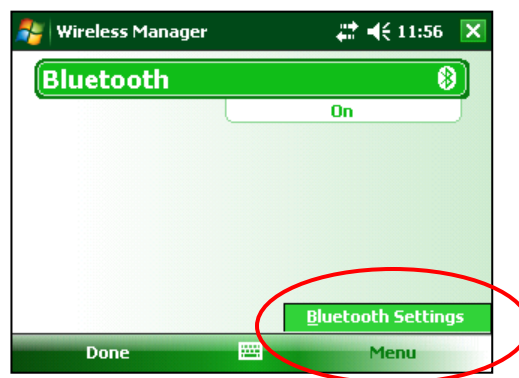 Wireless Manager 11:56
Bluetooth
On
Bluetooth Settings
Done Menu